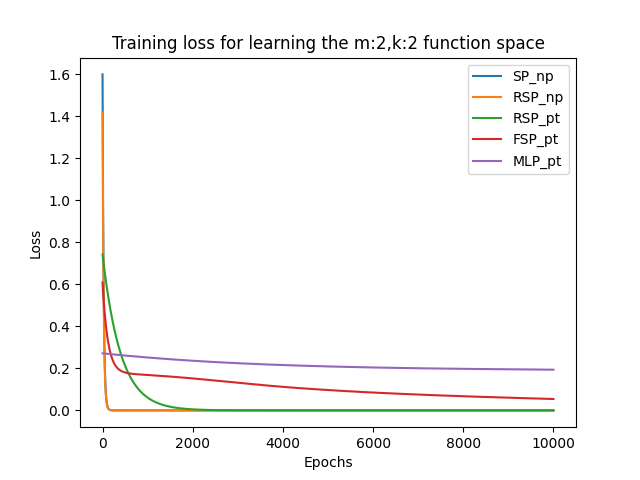 Training loss for learning the m:2,k:2 function space
1.6
1.4
1.2
1.0
0.8
0.6
0.4
0.2
0.0
Loss
SP_np
RSP_np
RSP_pt
FSP_pt
MLP_pt
0 2000 4000 6000 8000 10000
Epochs